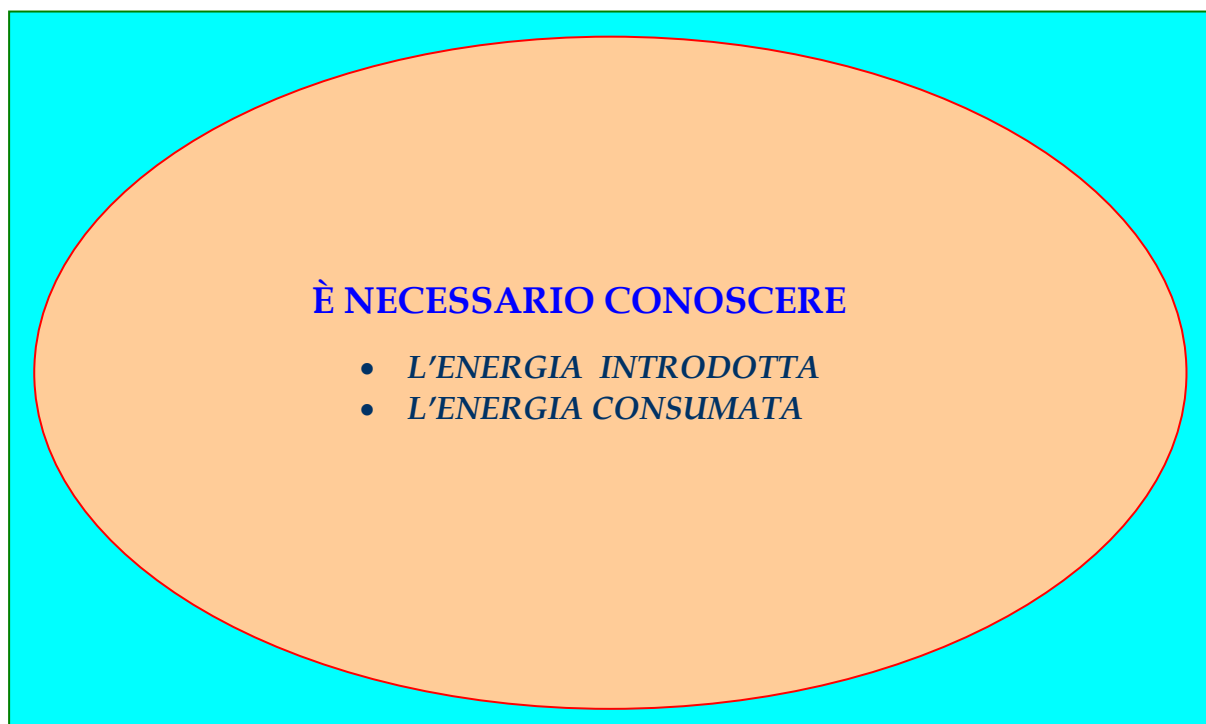 È NECESSARIO CONOSCERE
• L'ENERGIA INTRODOTTA
• L'ENERGIA CONSUMATA